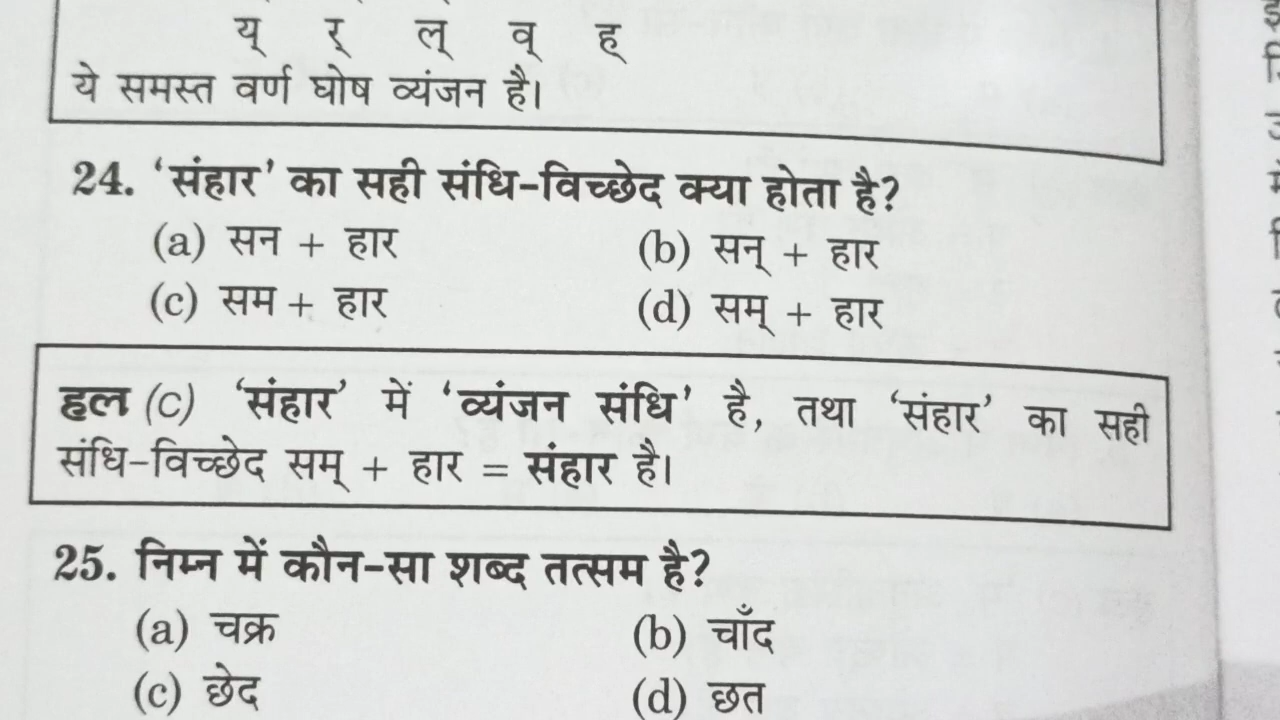 य् र् ल् व् ह्
ये समस्त वर्ण घोष व्यंजन है।
24. ‘संहार’ का सही संधि-विच्छेद क्या होता है?
(a) सन + हार (b) सन् + हार
(c) सम + हार (d) सम् + हार
हल (c) ‘संहार’ में ‘व्यंजन संधि’ है, तथा ‘संहार’ का सही
संधि-विच्छेद सम् + हार = संहार है।
25. निम्न में कौन-सा शब्द तत्सम है?
(a) चक्र (b) चाँद
(c) छेद (d) छत